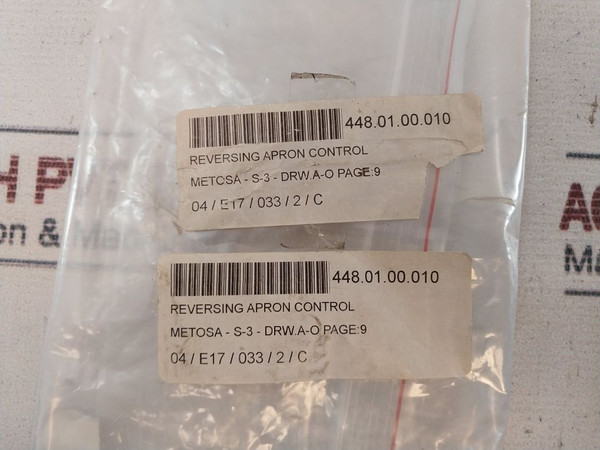 448.01.00.010
REVERSING APRON CONTROL
METOSA - S-3 - DRW.A-O PAGE:9
04 / E17 / 033 / 2 / C
448.01.00.010
REVERSING APRON CONTROL
METOSA - S-3 - DRW.A-O PAGE:9
04 / E17 / 033 / 2 / C